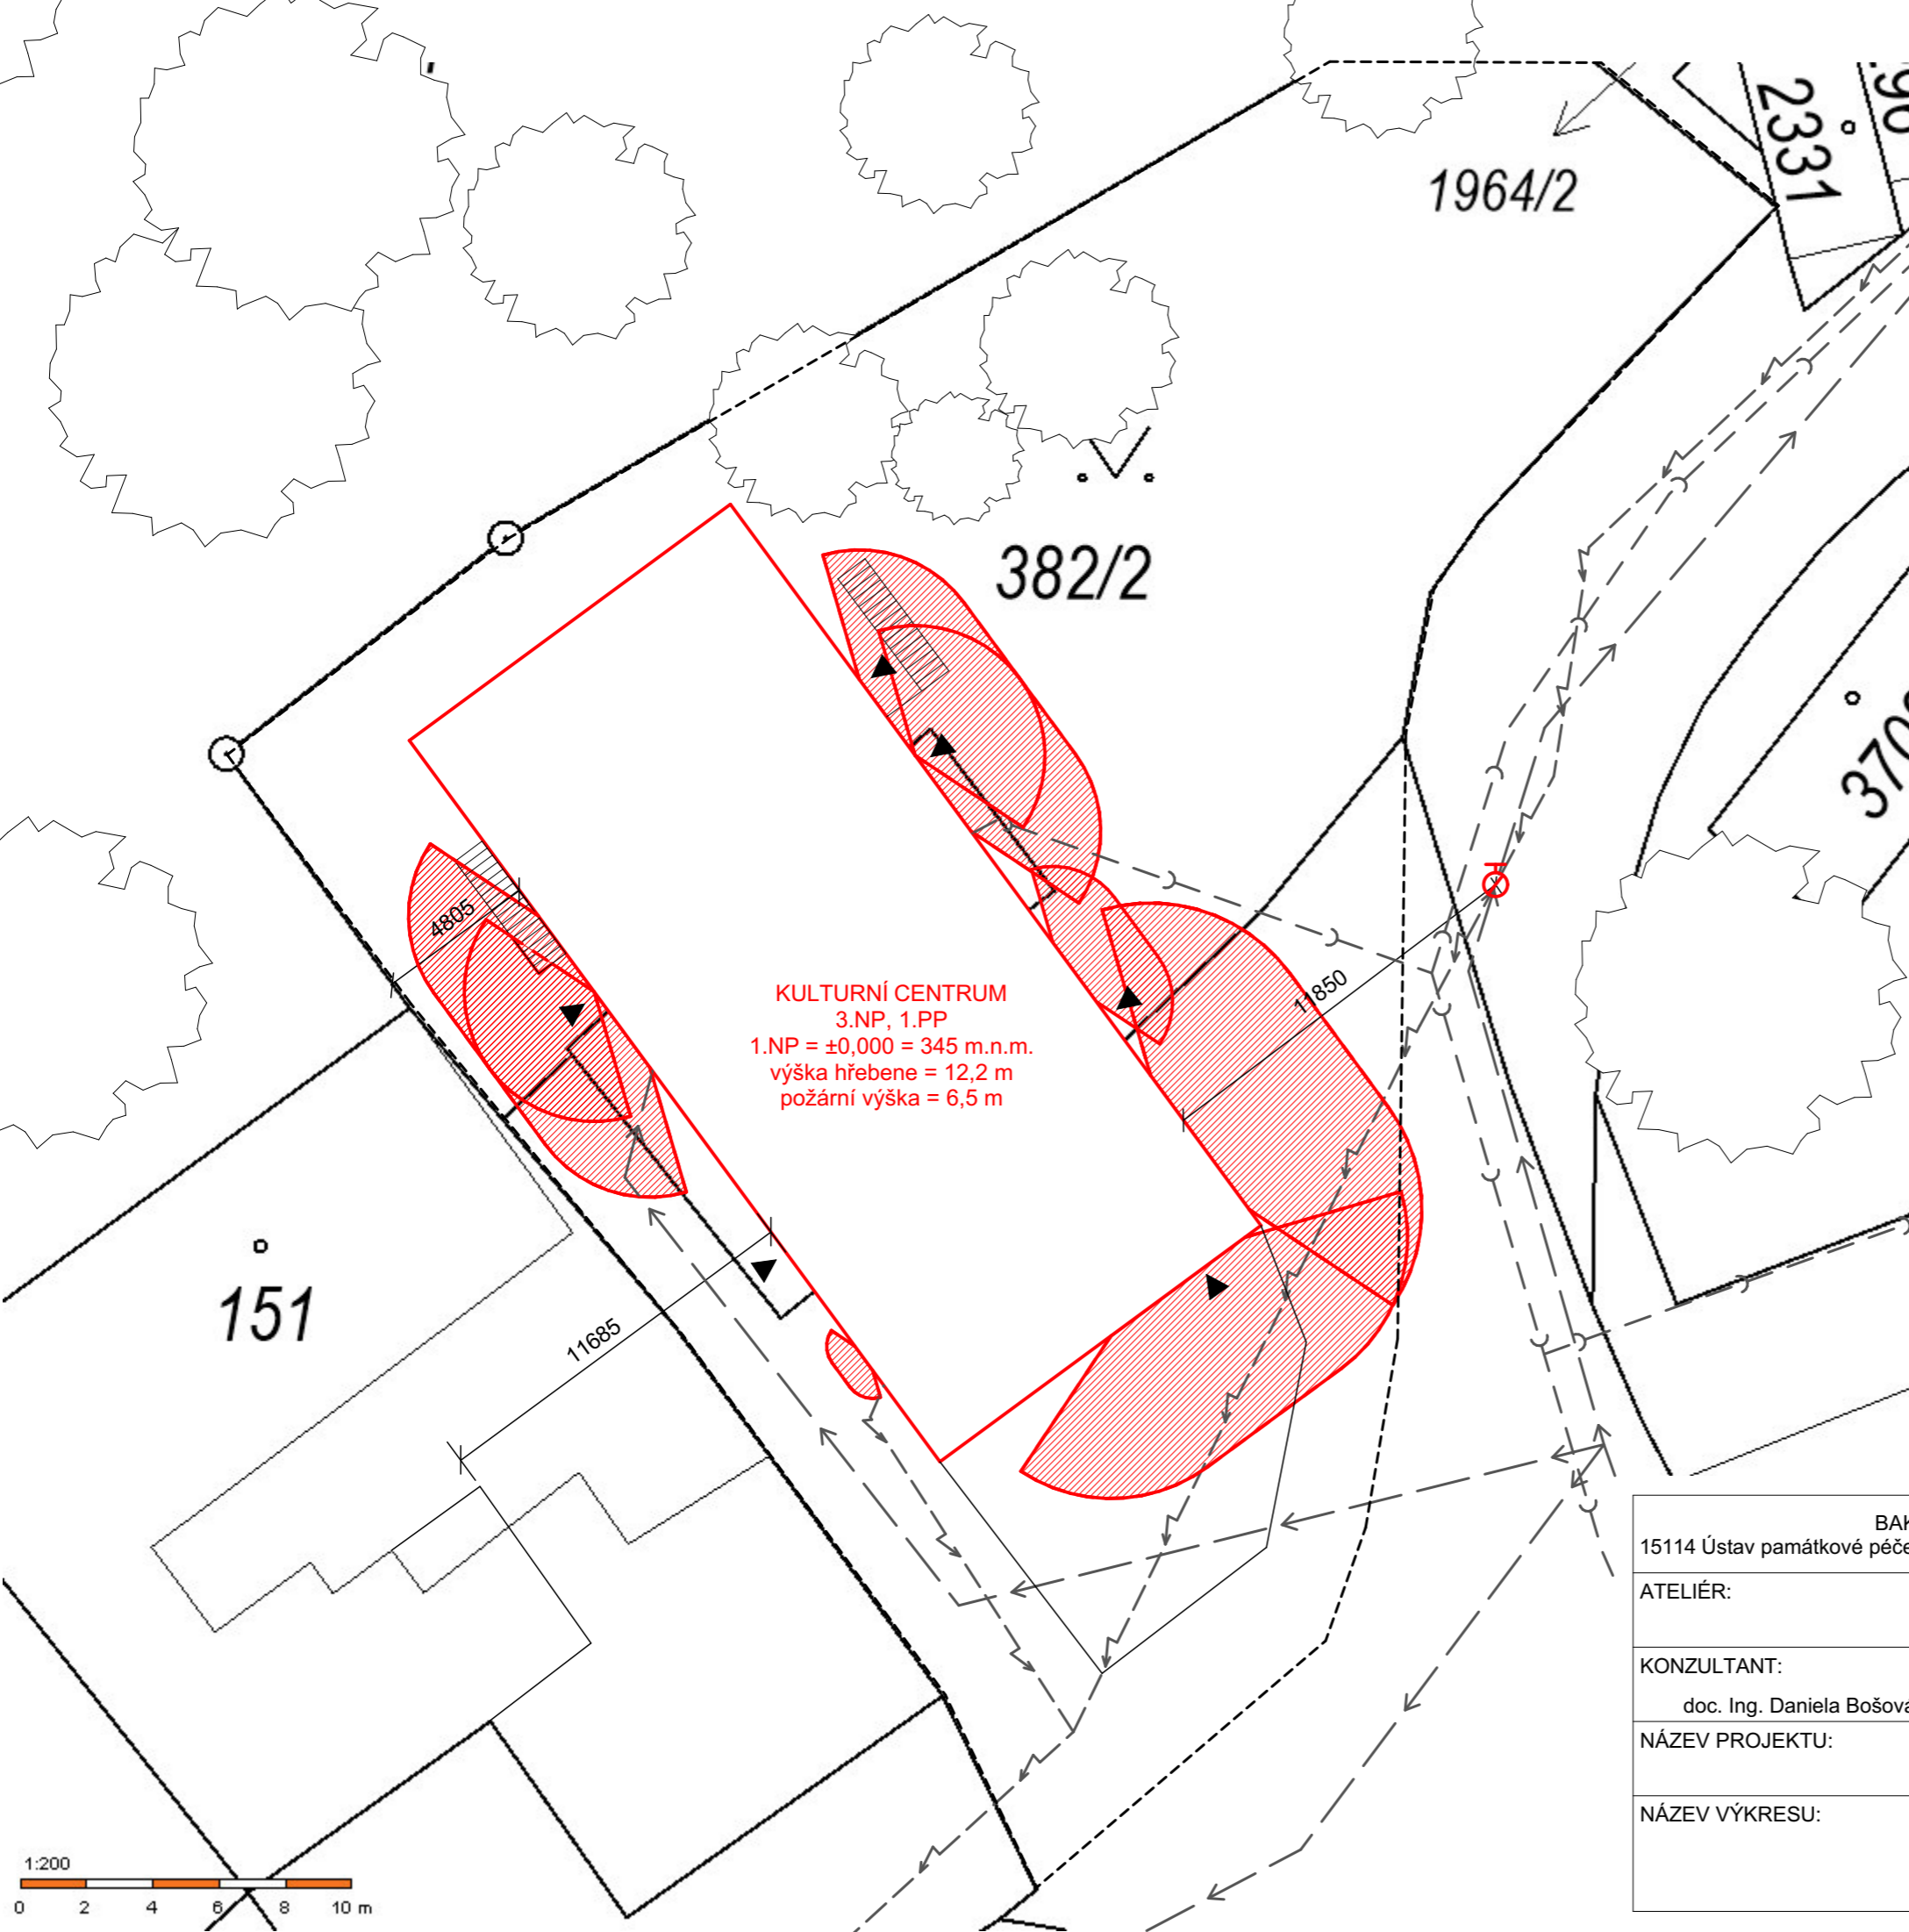 2331
1964/2
382/2
4805
KULTURNÍ CENTRUM
3.NP, 1.PP
1.NP = ±0,000 = 345 m.n.m.
výška hřebene = 12,2 m
požární výška = 6,5 m
11850
151
11685
15114 Ústav památkové péče
ATELIÉR:
KONZULTANT:
doc. Ing. Daniela Bošová
NÁZEV PROJEKTU:
NÁZEV VÝKRESU:
1:200
0 2 4 6 8 10 m